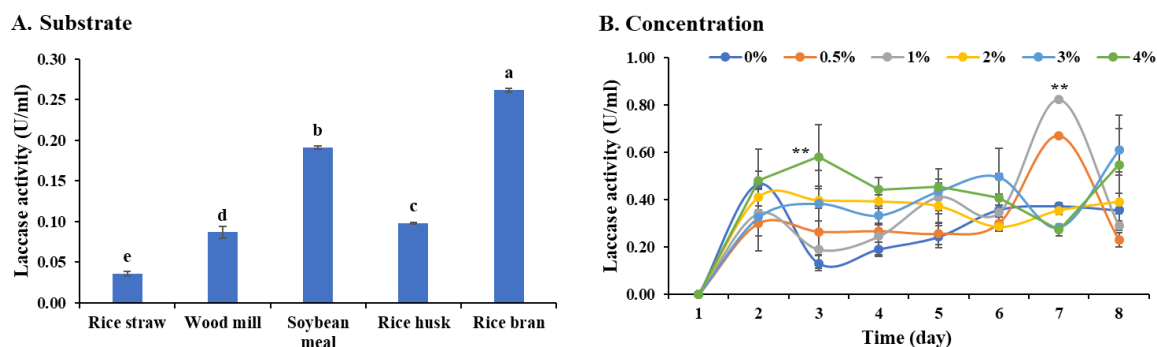 A. Substrate
Laccase activity (U/ml)
0.30
0.25
0.20
0.15
0.10
0.05
0.00
e
d
b
c
a
Rice straw
Wood mill
Soybean
meal
Rice husk
Rice bran
B. Concentration
Laccase activity (U/ml)
1.00
0.80
0.60
0.40
0.20
0.00
0%
0.5%
1%
2%
3%
4%
**
**
1 2 3 4 5 6 7 8
Time (day)